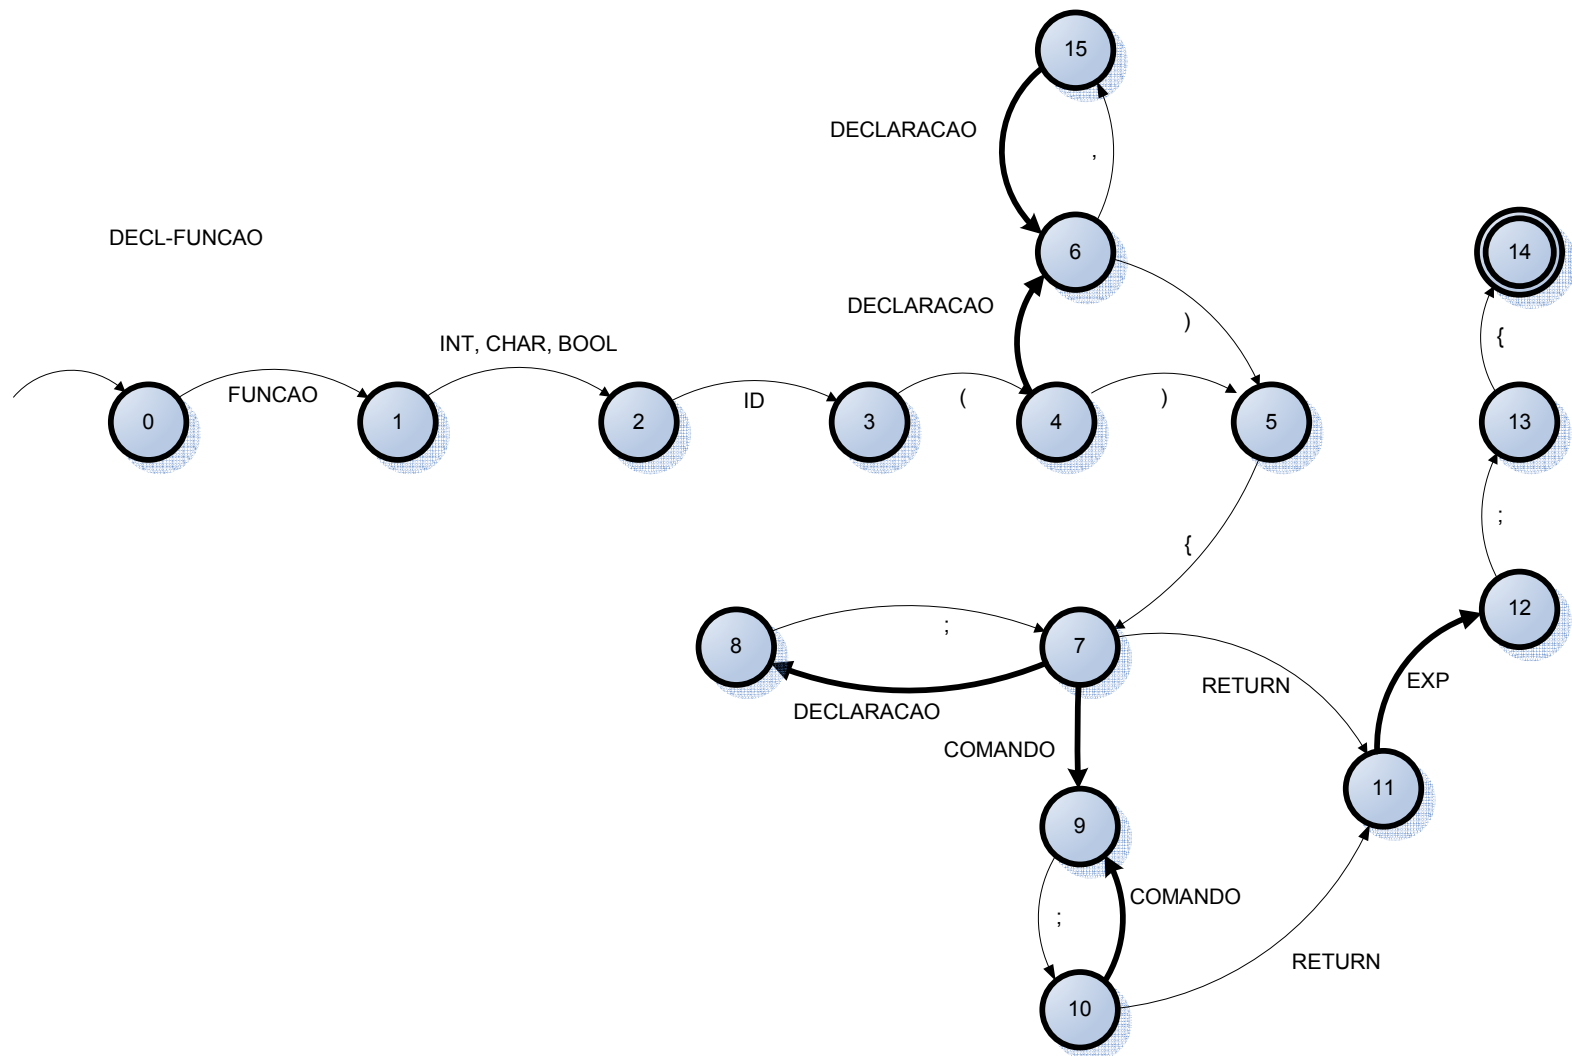 15
DECLARACAO
,
DECL-FUNCAO
6
14
DECLARACAO
)
{
INT, CHAR, BOOL
FUNCAO
ID
(
)
0
1
2
3
4
5
13
{
;
12
8
;
7
RETURN
EXP
DECLARACAO
COMANDO
11
9
COMANDO
;
RETURN
10